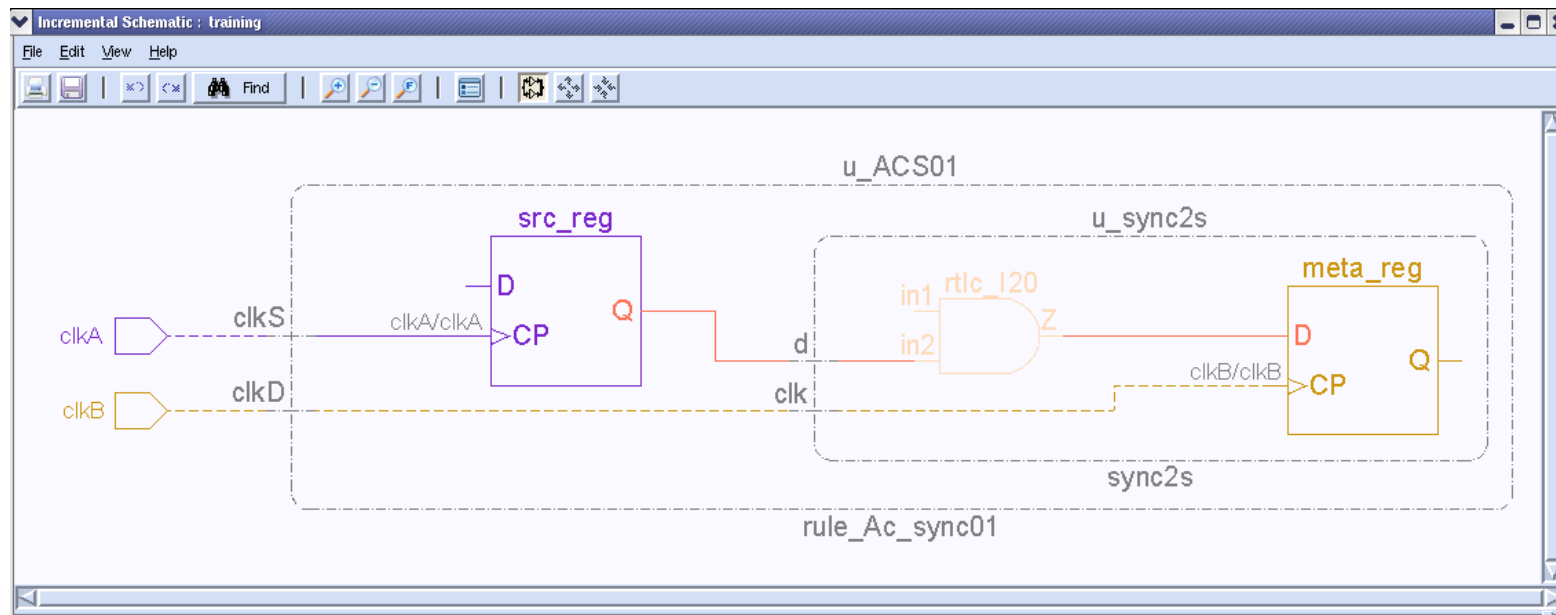 Incremental Schematic : training
File Edit View Help
Find
u_ACS01
src_reg
u_sync2s
meta_reg
rtlc_I20
D
in1
Q
Z
clkS
clkA/clkA
CP
clkA
d
in2
D
clkB/clkB
Q
clkD
clk
CP
clkB
sync2s
rule_Ac_sync01